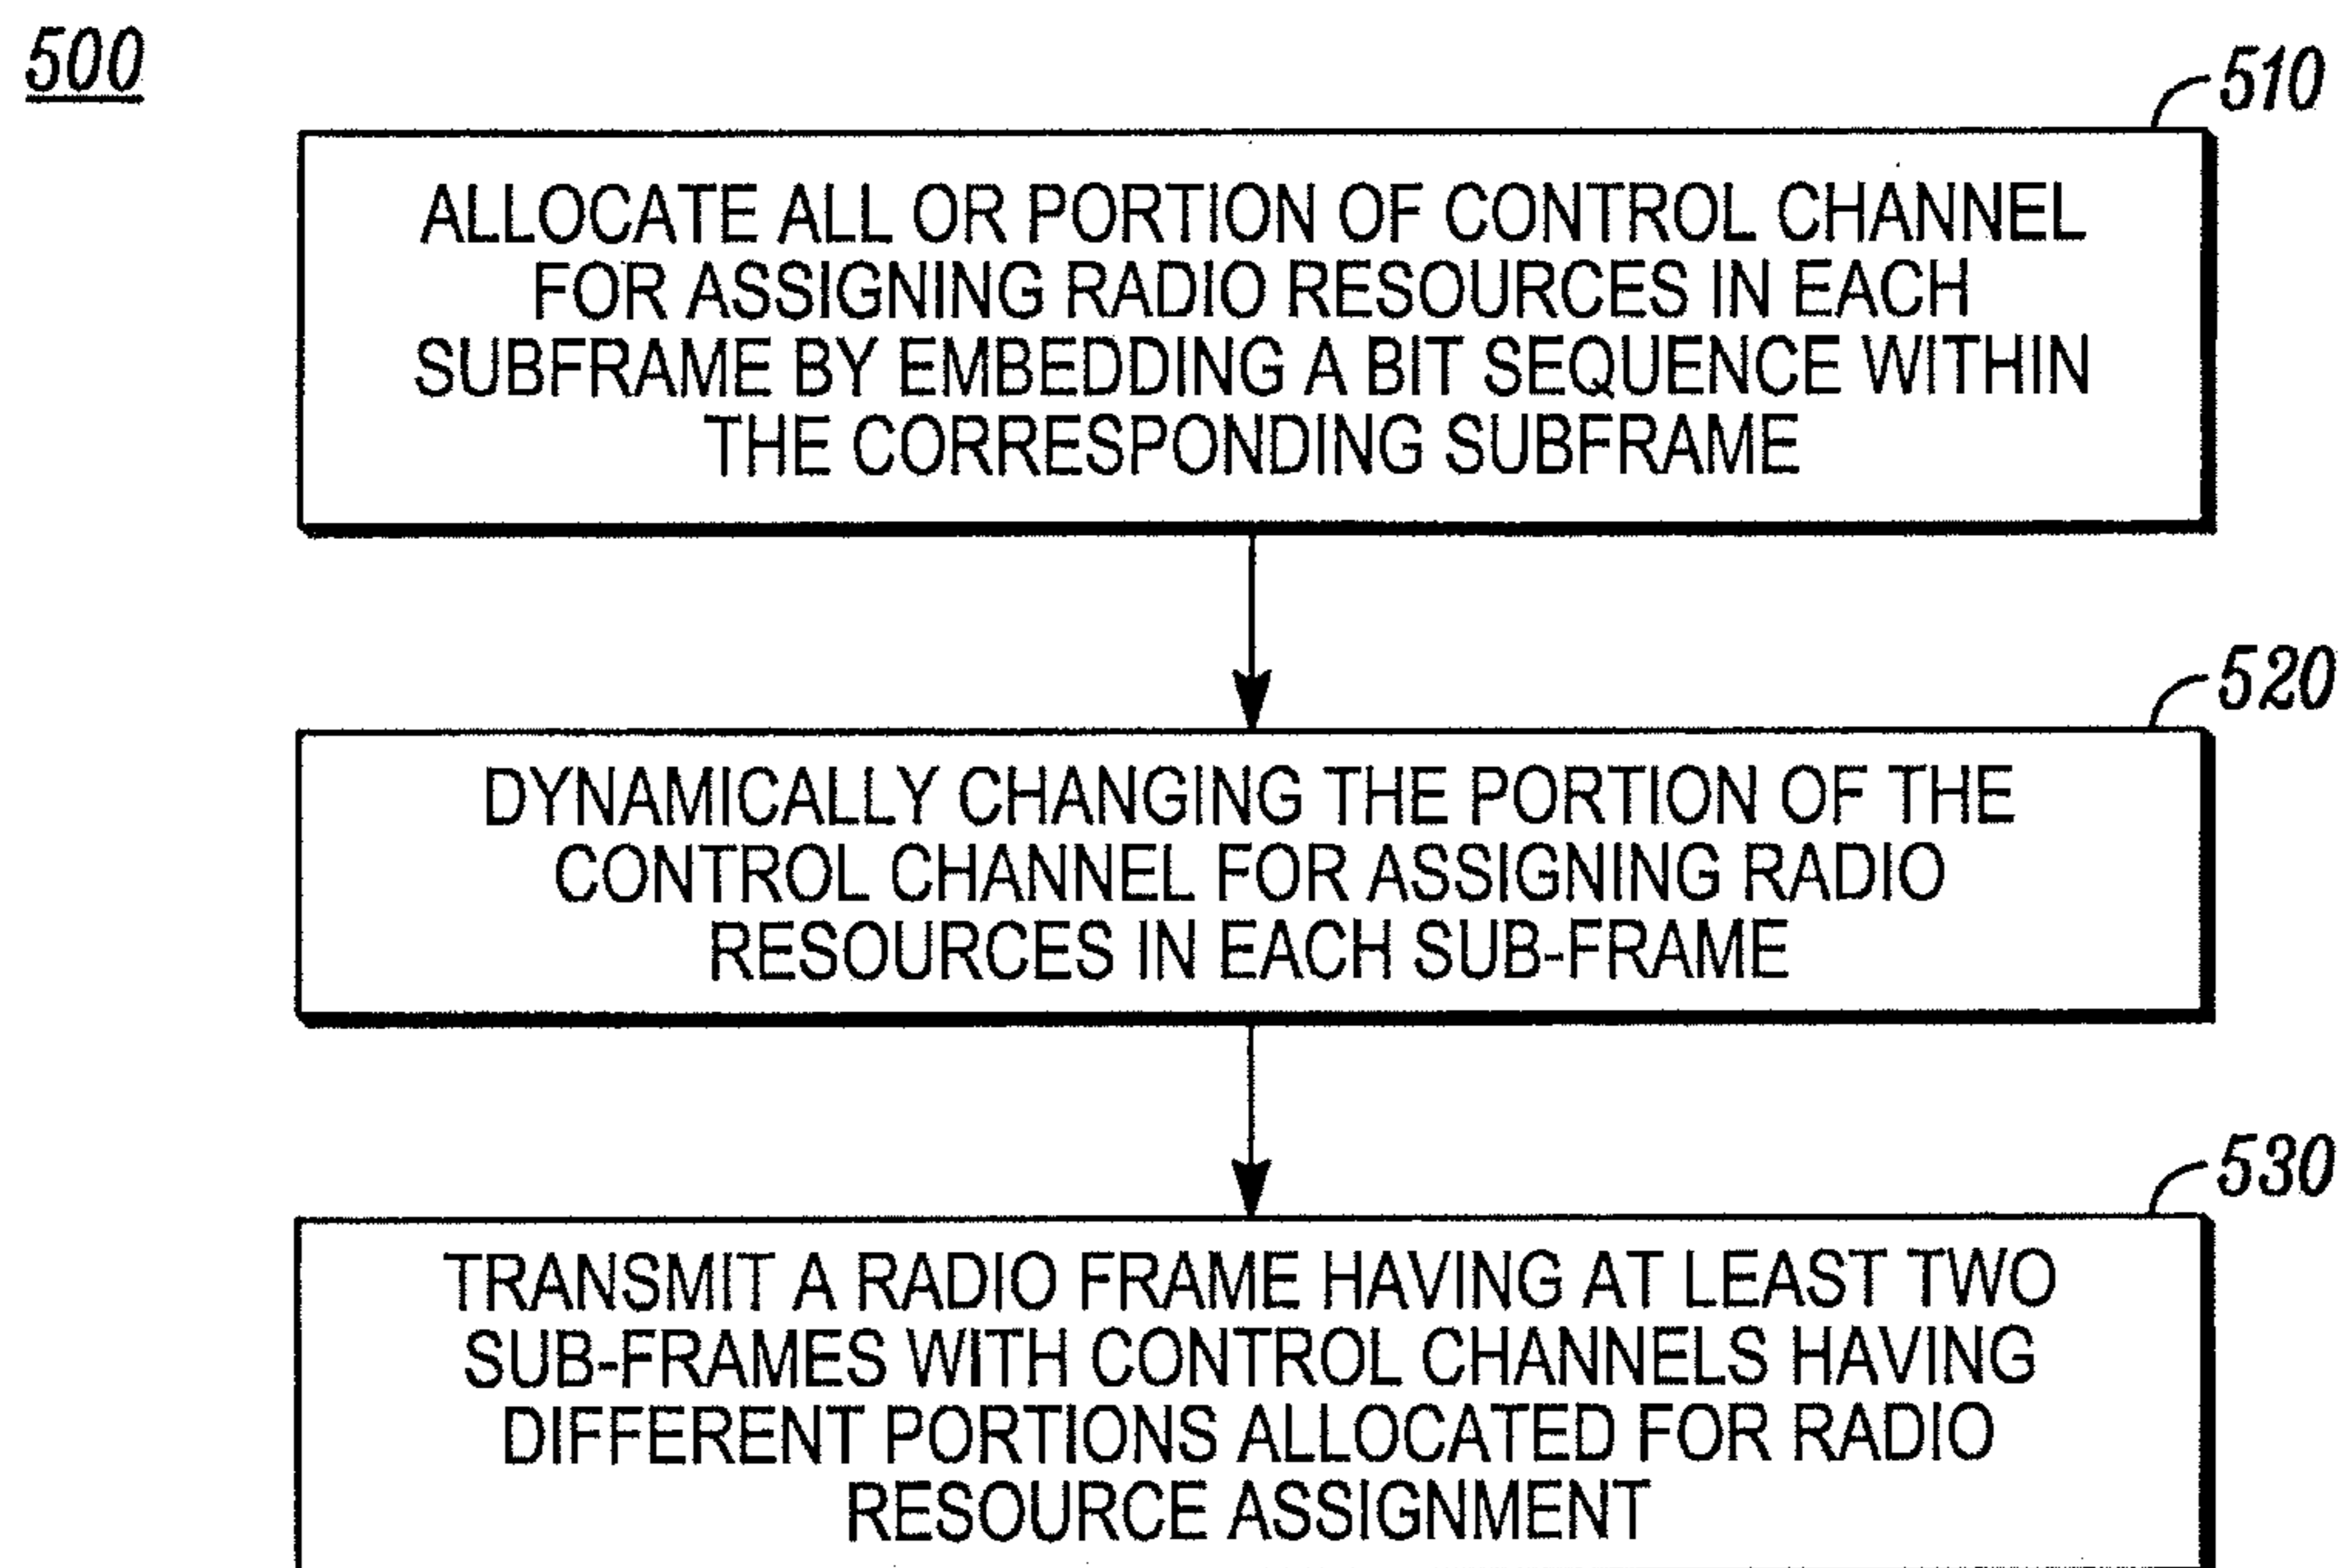 500
510
ALLOCATE ALL OR PORTION OF CONTROL CHANNEL
FOR ASSIGNING RADIO RESOURCES IN EACH
SUBFRAME BY EMBEDDING A BIT SEQUENCE WITHIN
THE CORRESPONDING SUBFRAME
520
DYNAMICALLY CHANGING THE PORTION OF THE
CONTROL CHANNEL FOR ASSIGNING RADIO
RESOURCES IN EACH SUB-FRAME
530
TRANSMIT A RADIO FRAME HAVING AT LEAST TWO
SUB-FRAMES WITH CONTROL CHANNELS HAVING
DIFFERENT PORTIONS ALLOCATED FOR RADIO
RESOURCE ASSIGNMENT